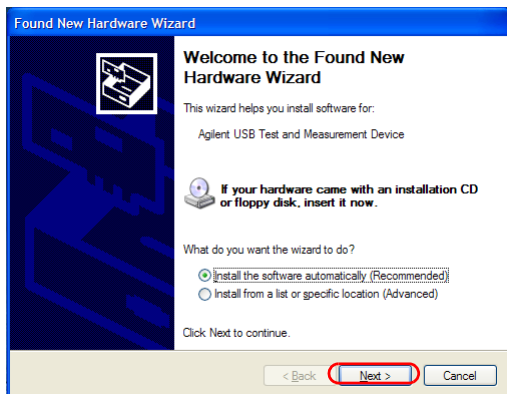 Found New Hardware Wizard
Welcome to the Found New
Hardware Wizard
This wizard helps you install software for:
Agilent USB Test and Measurement Device
If your hardware came with an installation CD
or floppy disk, insert it now.
What do you want the wizard to do?
Install the software automatically (Recommended)
Install from a list or specific location (Advanced)
Click Next to continue.
< Back Next > Cancel